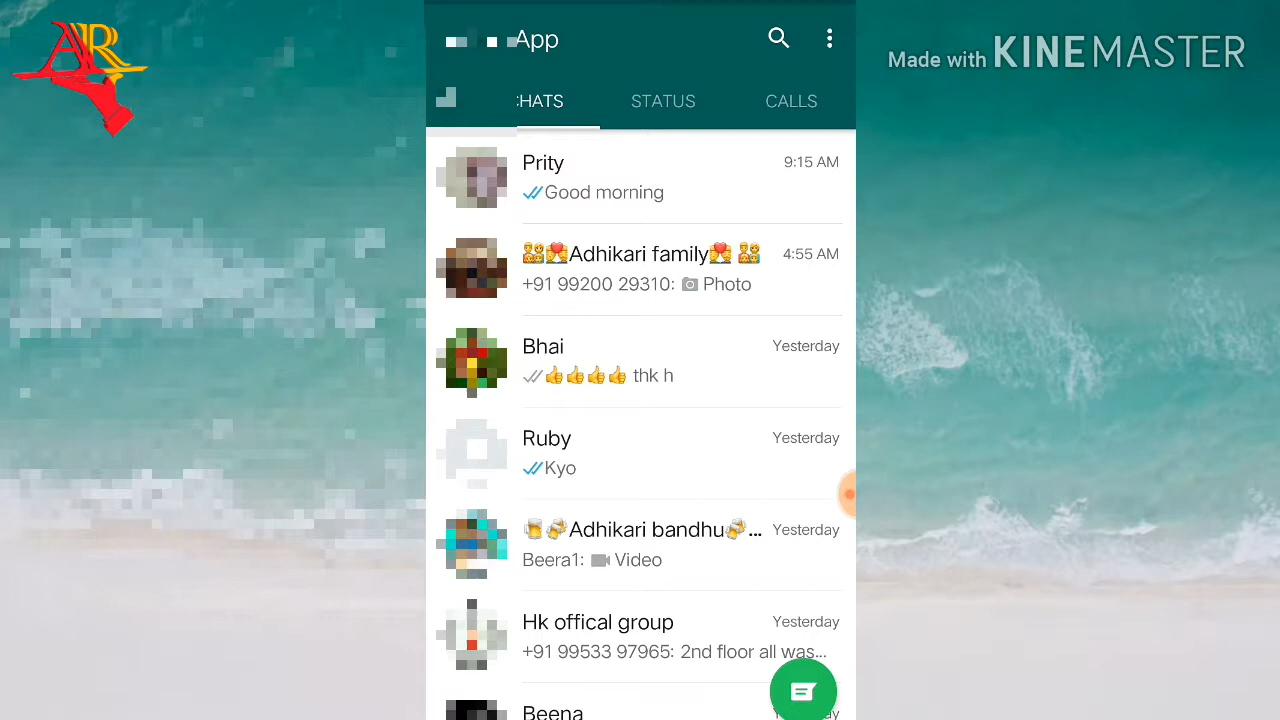 AR
Made with KINEMASTER
App
HATS STATUS CALLS
Prity 9:15 AM
Good morning
👨‍👩‍👧‍👦💏Adhikari family💏👨‍👩‍👧‍👦 4:55 AM
+91 99200 29310: 📷 Photo
Bhai Yesterday
👍👍👍👍 thk h
Ruby Yesterday
Kyo
🍺🍻Adhikari bandhu🍻... Yesterday
Beera1: Video
Hk offical group Yesterday
+91 99533 97965: 2nd floor all was...
Beena